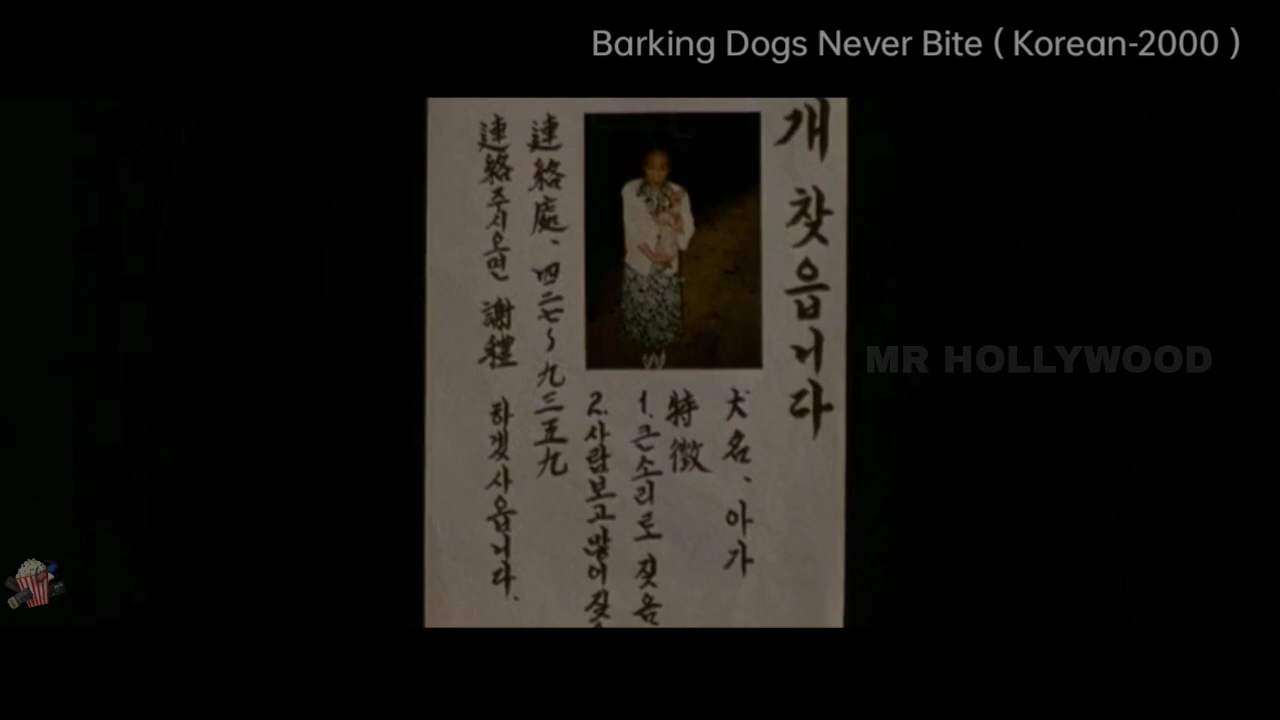 Barking Dogs Never Bite ( Korean-2000 )
개 찾읍니다
犬名、아가
特徵
1. 큰소리로 짖음
2. 사람보고 많이 짖
連絡處、四二七~九三五九
連絡주시오면 謝禮 하겠사읍니다.
MR HOLLYWOOD